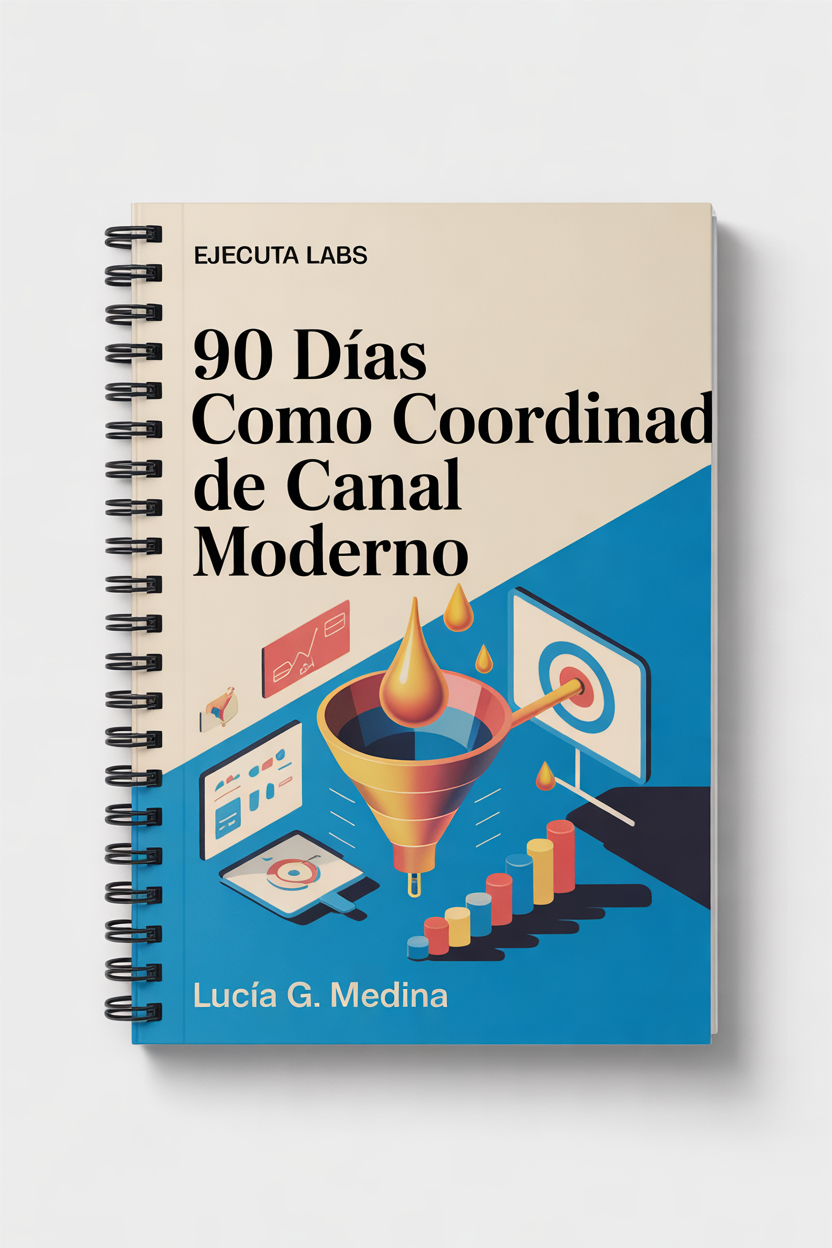 EJECUTA LABS
90 Días
Como Coordinad
de Canal
Moderno
Lucía G. Medina